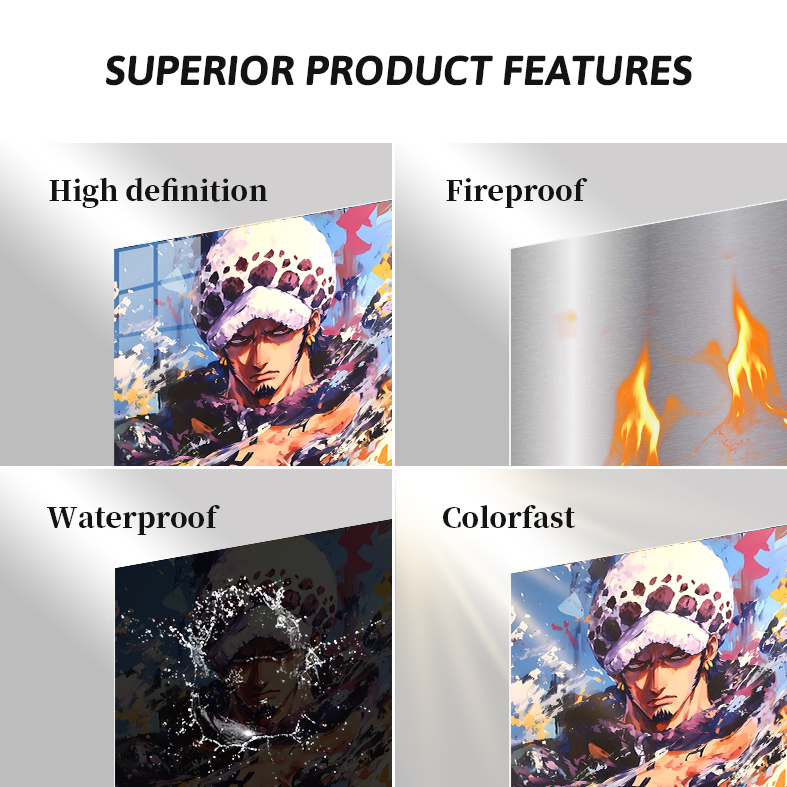 SUPERIOR PRODUCT FEATURES
High definition
Fireproof
Waterproof
Colorfast